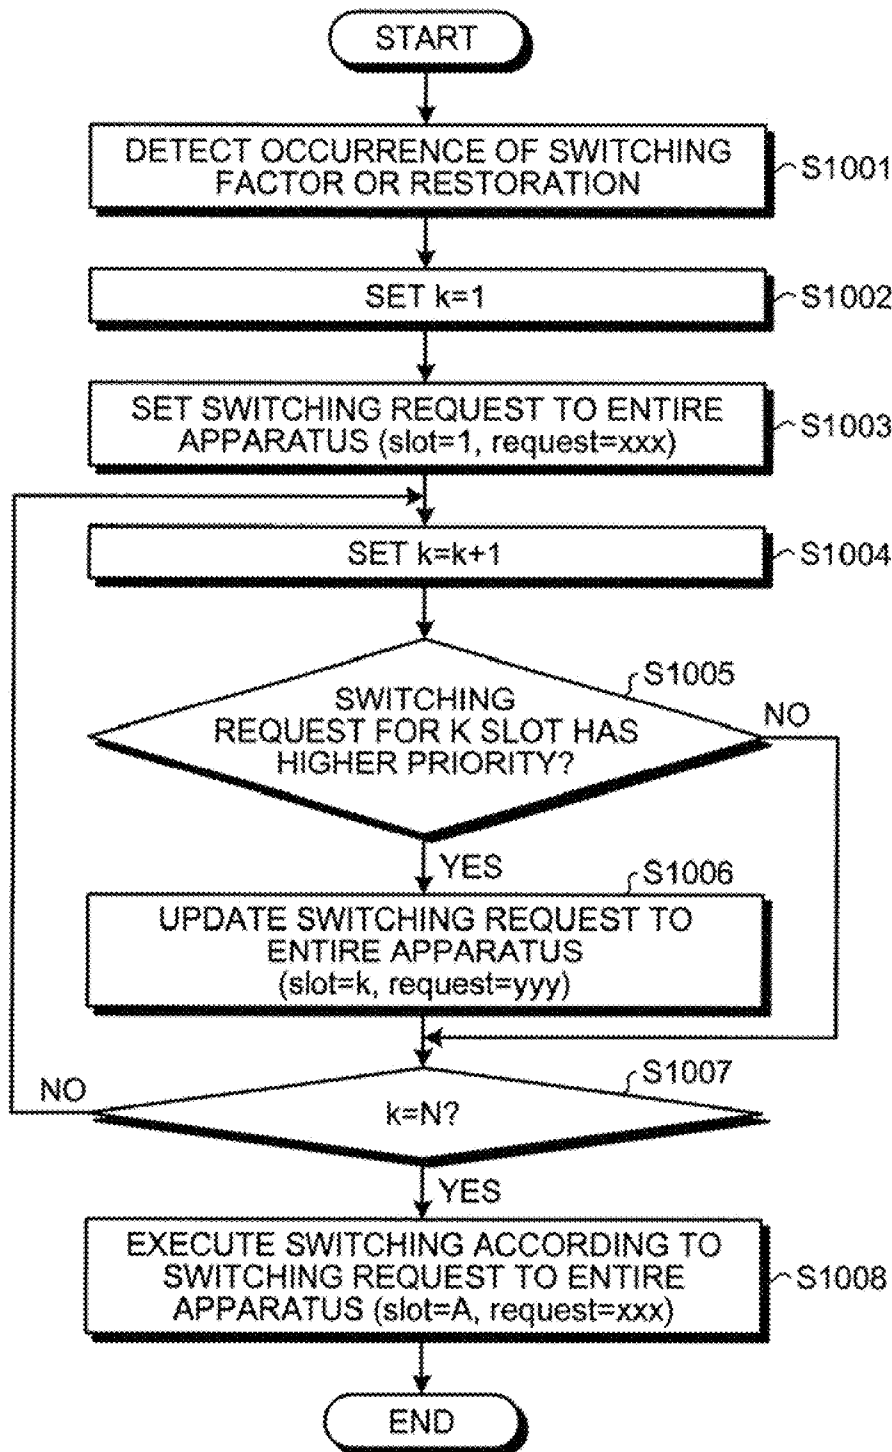 START
DETECT OCCURRENCE OF SWITCHING
FACTOR OR RESTORATION
S1001
SET k=1
S1002
SET SWITCHING REQUEST TO ENTIRE
APPARATUS (slot=1, request=xxx)
S1003
SET k=k+1
S1004
S1005
SWITCHING
REQUEST FOR K SLOT HAS
HIGHER PRIORITY?
NO
YES
S1006
UPDATE SWITCHING REQUEST TO
ENTIRE APPARATUS
(slot=k, request=yyy)
S1007
NO
k=N?
YES
EXECUTE SWITCHING ACCORDING TO
SWITCHING REQUEST TO ENTIRE
APPARATUS (slot=A, request=xxx)
S1008
END